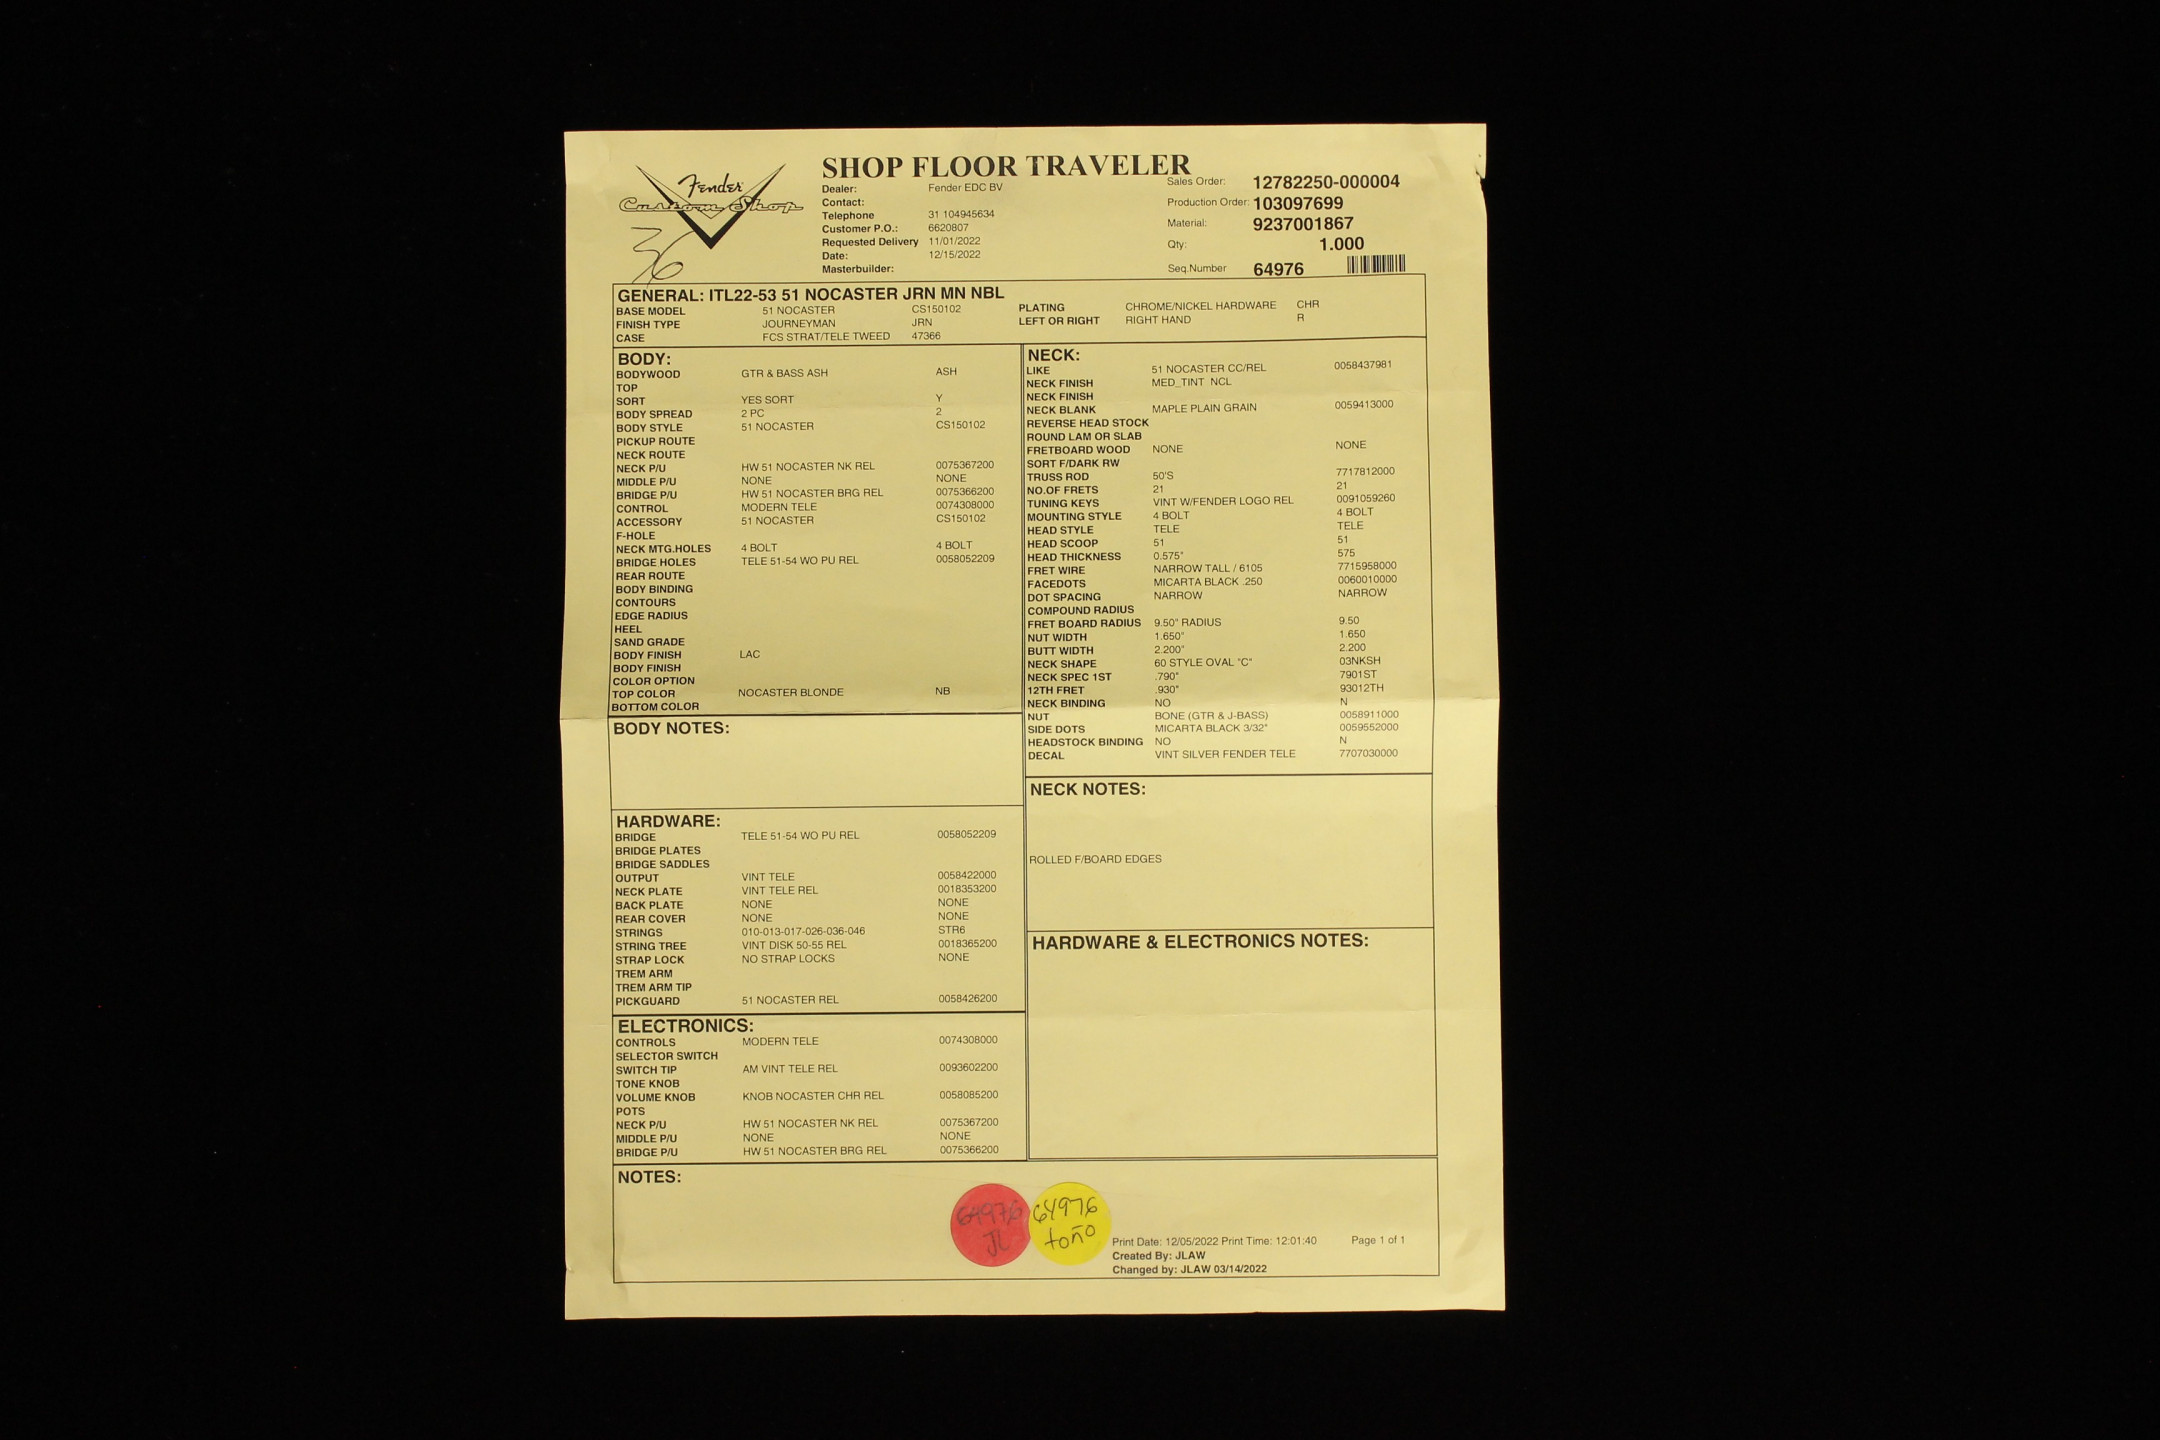 Fender
Custom Shop
36
SHOP FLOOR TRAVELER
Dealer: Fender EDC BV
Contact:
Telephone 31 104945634
Customer P.O.: 6620807
Requested Delivery 11/01/2022
Date: 12/15/2022
Masterbuilder:
Sales Order: 12782250-000004
Production Order: 103097699
Material: 9237001867
Qty: 1.000
Seq.Number 64976
GENERAL: ITL22-53 51 NOCASTER JRN MN NBL
BASE MODEL 51 NOCASTER CS150102 PLATING CHROME/NICKEL HARDWARE CHR
FINISH TYPE JOURNEYMAN JRN LEFT OR RIGHT RIGHT HAND R
CASE FCS STRAT/TELE TWEED 47366
BODY:
BODYWOOD GTR & BASS ASH ASH
TOP
SORT YES SORT Y
BODY SPREAD 2 PC 2
BODY STYLE 51 NOCASTER CS150102
PICKUP ROUTE
NECK ROUTE
NECK P/U HW 51 NOCASTER NK REL 0075367200
MIDDLE P/U NONE NONE
BRIDGE P/U HW 51 NOCASTER BRG REL 0075366200
CONTROL MODERN TELE 0074308000
ACCESSORY 51 NOCASTER CS150102
F-HOLE
NECK MTG.HOLES 4 BOLT 4 BOLT
BRIDGE HOLES TELE 51-54 WO PU REL 0058052209
REAR ROUTE
BODY BINDING
CONTOURS
EDGE RADIUS
HEEL
SAND GRADE
BODY FINISH LAC
BODY FINISH
COLOR OPTION
TOP COLOR NOCASTER BLONDE NB
BOTTOM COLOR
BODY NOTES:
HARDWARE:
BRIDGE TELE 51-54 WO PU REL 0058052209
BRIDGE PLATES
BRIDGE SADDLES
OUTPUT VINT TELE 0058422000
NECK PLATE VINT TELE REL 0018353200
BACK PLATE NONE NONE
REAR COVER NONE NONE
STRINGS 010-013-017-026-036-046 STR6
STRING TREE VINT DISK 50-55 REL 0018365200
STRAP LOCK NO STRAP LOCKS NONE
TREM ARM
TREM ARM TIP
PICKGUARD 51 NOCASTER REL 0058426200
ELECTRONICS:
CONTROLS MODERN TELE 0074308000
SELECTOR SWITCH
SWITCH TIP AM VINT TELE REL 0093602200
TONE KNOB
VOLUME KNOB KNOB NOCASTER CHR REL 0058085200
POTS
NECK P/U HW 51 NOCASTER NK REL 0075367200
MIDDLE P/U NONE NONE
BRIDGE P/U HW 51 NOCASTER BRG REL 0075366200
NECK:
LIKE 51 NOCASTER CC/REL 0058437981
NECK FINISH MED_TINT NCL
NECK FINISH
NECK BLANK MAPLE PLAIN GRAIN 0059413000
REVERSE HEAD STOCK
ROUND LAM OR SLAB
FRETBOARD WOOD NONE NONE
SORT F/DARK RW
TRUSS ROD 50'S 7717812000
NO.OF FRETS 21 21
TUNING KEYS VINT W/FENDER LOGO REL 0091059260
MOUNTING STYLE 4 BOLT 4 BOLT
HEAD STYLE TELE TELE
HEAD SCOOP 51 51
HEAD THICKNESS 0.575" 575
FRET WIRE NARROW TALL / 6105 7715958000
FACEDOTS MICARTA BLACK .250 0060010000
DOT SPACING NARROW NARROW
COMPOUND RADIUS
FRET BOARD RADIUS 9.50" RADIUS 9.50
NUT WIDTH 1.650" 1.650
BUTT WIDTH 2.200" 2.200
NECK SHAPE 60 STYLE OVAL "C" 03NKSH
NECK SPEC 1ST .790" 7901ST
12TH FRET .930" 93012TH
NECK BINDING NO N
NUT BONE (GTR & J-BASS) 0058911000
SIDE DOTS MICARTA BLACK 3/32" 0059552000
HEADSTOCK BINDING NO N
DECAL VINT SILVER FENDER TELE 7707030000
NECK NOTES:
ROLLED F/BOARD EDGES
HARDWARE & ELECTRONICS NOTES:
NOTES:
64976
JL
64976
toño
Print Date: 12/05/2022 Print Time: 12:01:40 Page 1 of 1
Created By: JLAW
Changed by: JLAW 03/14/2022